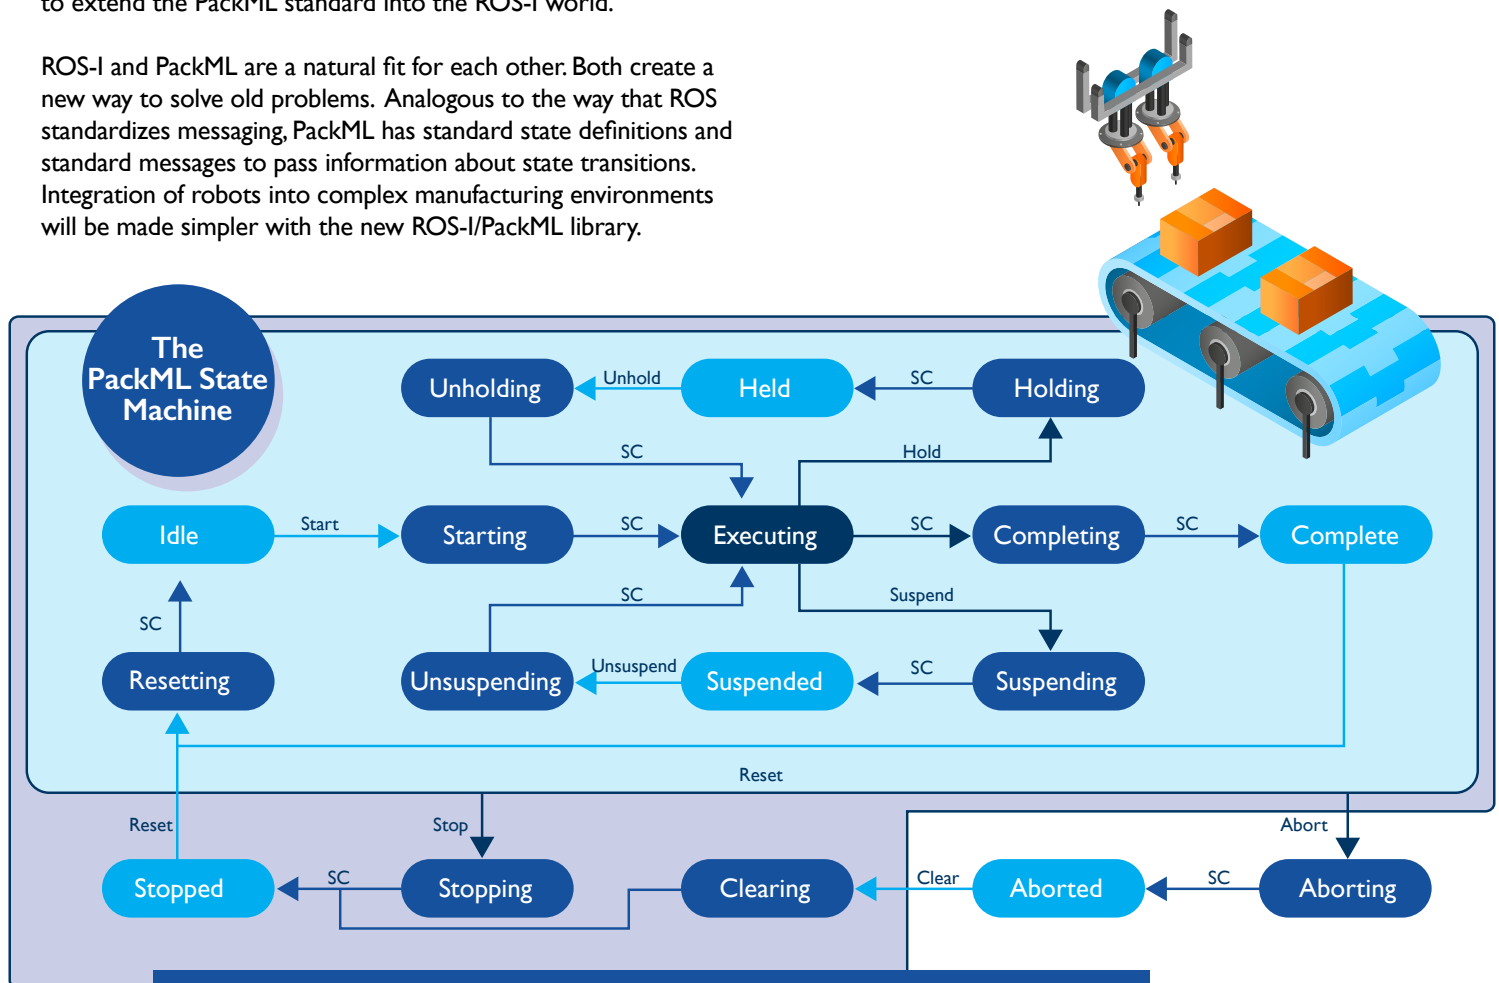 to extend the PackML standard into the ROS-I world.
ROS-I and PackML are a natural fit for each other. Both create a
new way to solve old problems. Analogous to the way that ROS
standardizes messaging, PackML has standard state definitions and
standard messages to pass information about state transitions.
Integration of robots into complex manufacturing environments
will be made simpler with the new ROS-I/PackML library.
The
PackML State
Machine
Unholding
Unhold
Held
SC
Holding
SC
Hold
Idle
Start
Starting
SC
Executing
SC
Completing
SC
Complete
SC
SC
Suspend
Resetting
Unsuspending
Unsuspend
Suspended
SC
Suspending
Reset
Reset
Stop
Abort
Stopped
SC
Stopping
Clearing
Clear
Aborted
SC
Aborting